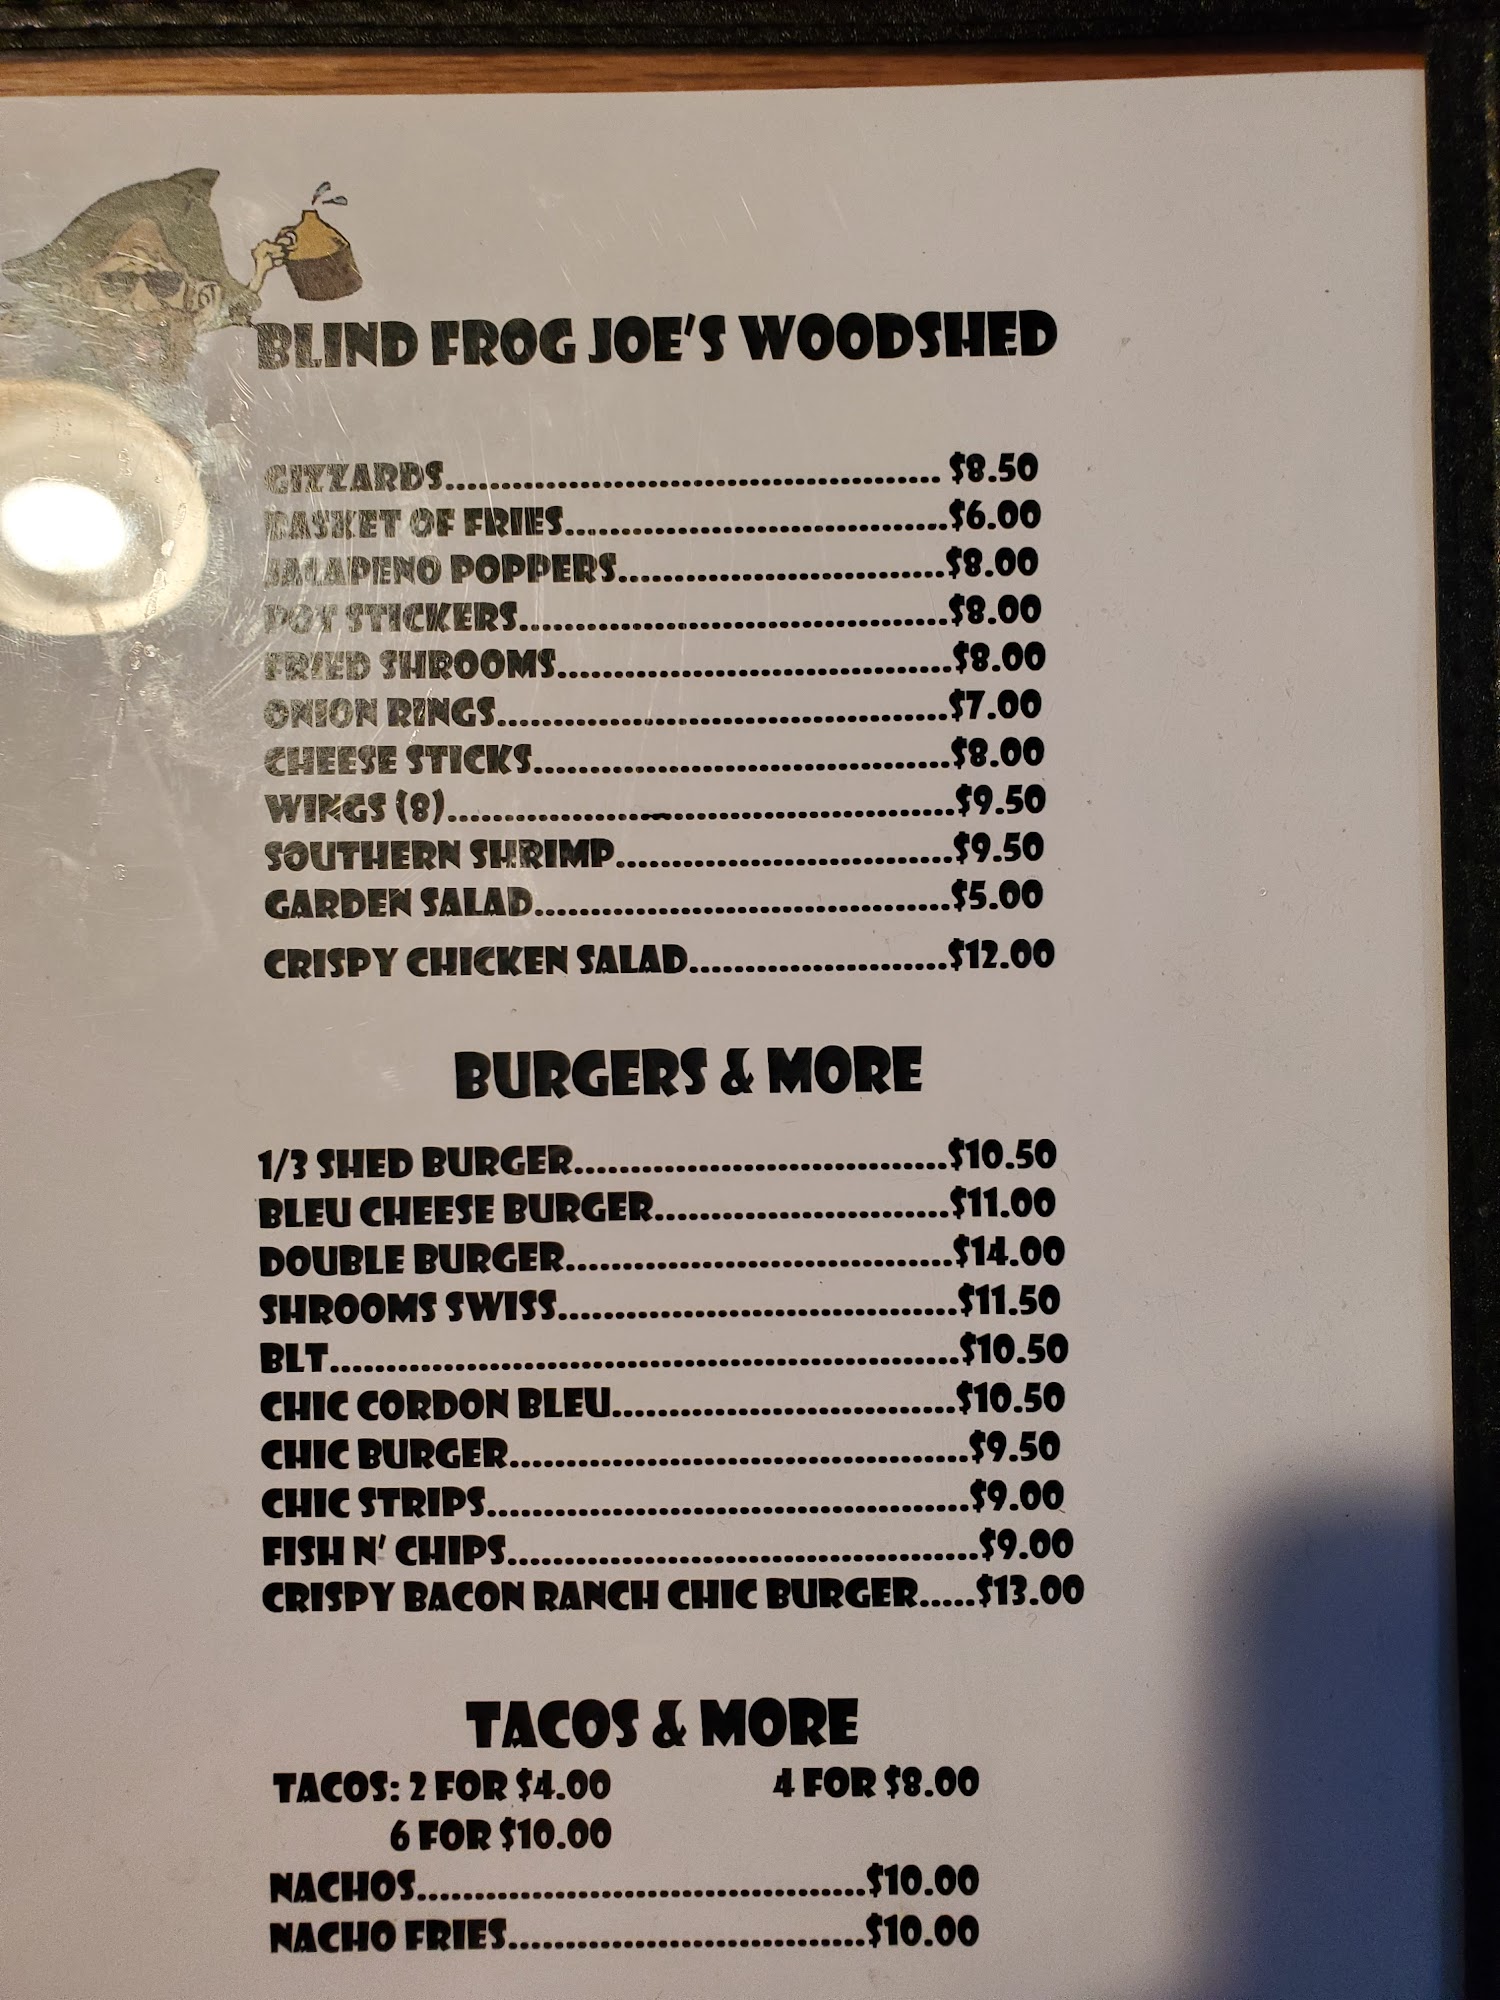 BLIND FROG JOE'S WOODSHED
GIZZARDS............................................ $8.50
BASKET OF FRIES..................................$6.00
JALAPENO POPPERS.............................$8.00
POT STICKERS......................................$8.00
FRIED SHROOMS...................................$8.00
ONION RINGS........................................$7.00
CHEESE STICKS.....................................$8.00
WINGS (8).............................................$9.50
SOUTHERN SHRIMP..............................$9.50
GARDEN SALAD.....................................$5.00
CRISPY CHICKEN SALAD.......................$12.00
BURGERS & MORE
1/3 SHED BURGER.................................$10.50
BLEU CHEESE BURGER..........................$11.00
DOUBLE BURGER..................................$14.00
SHROOMS SWISS...................................$11.50
BLT........................................................$10.50
CHIC CORDON BLEU..............................$10.50
CHIC BURGER........................................$9.50
CHIC STRIPS..........................................$9.00
FISH N' CHIPS.........................................$9.00
CRISPY BACON RANCH CHIC BURGER.....$13.00
TACOS & MORE
TACOS: 2 FOR $4.00 4 FOR $8.00
6 FOR $10.00
NACHOS.......................................$10.00
NACHO FRIES...............................$10.00